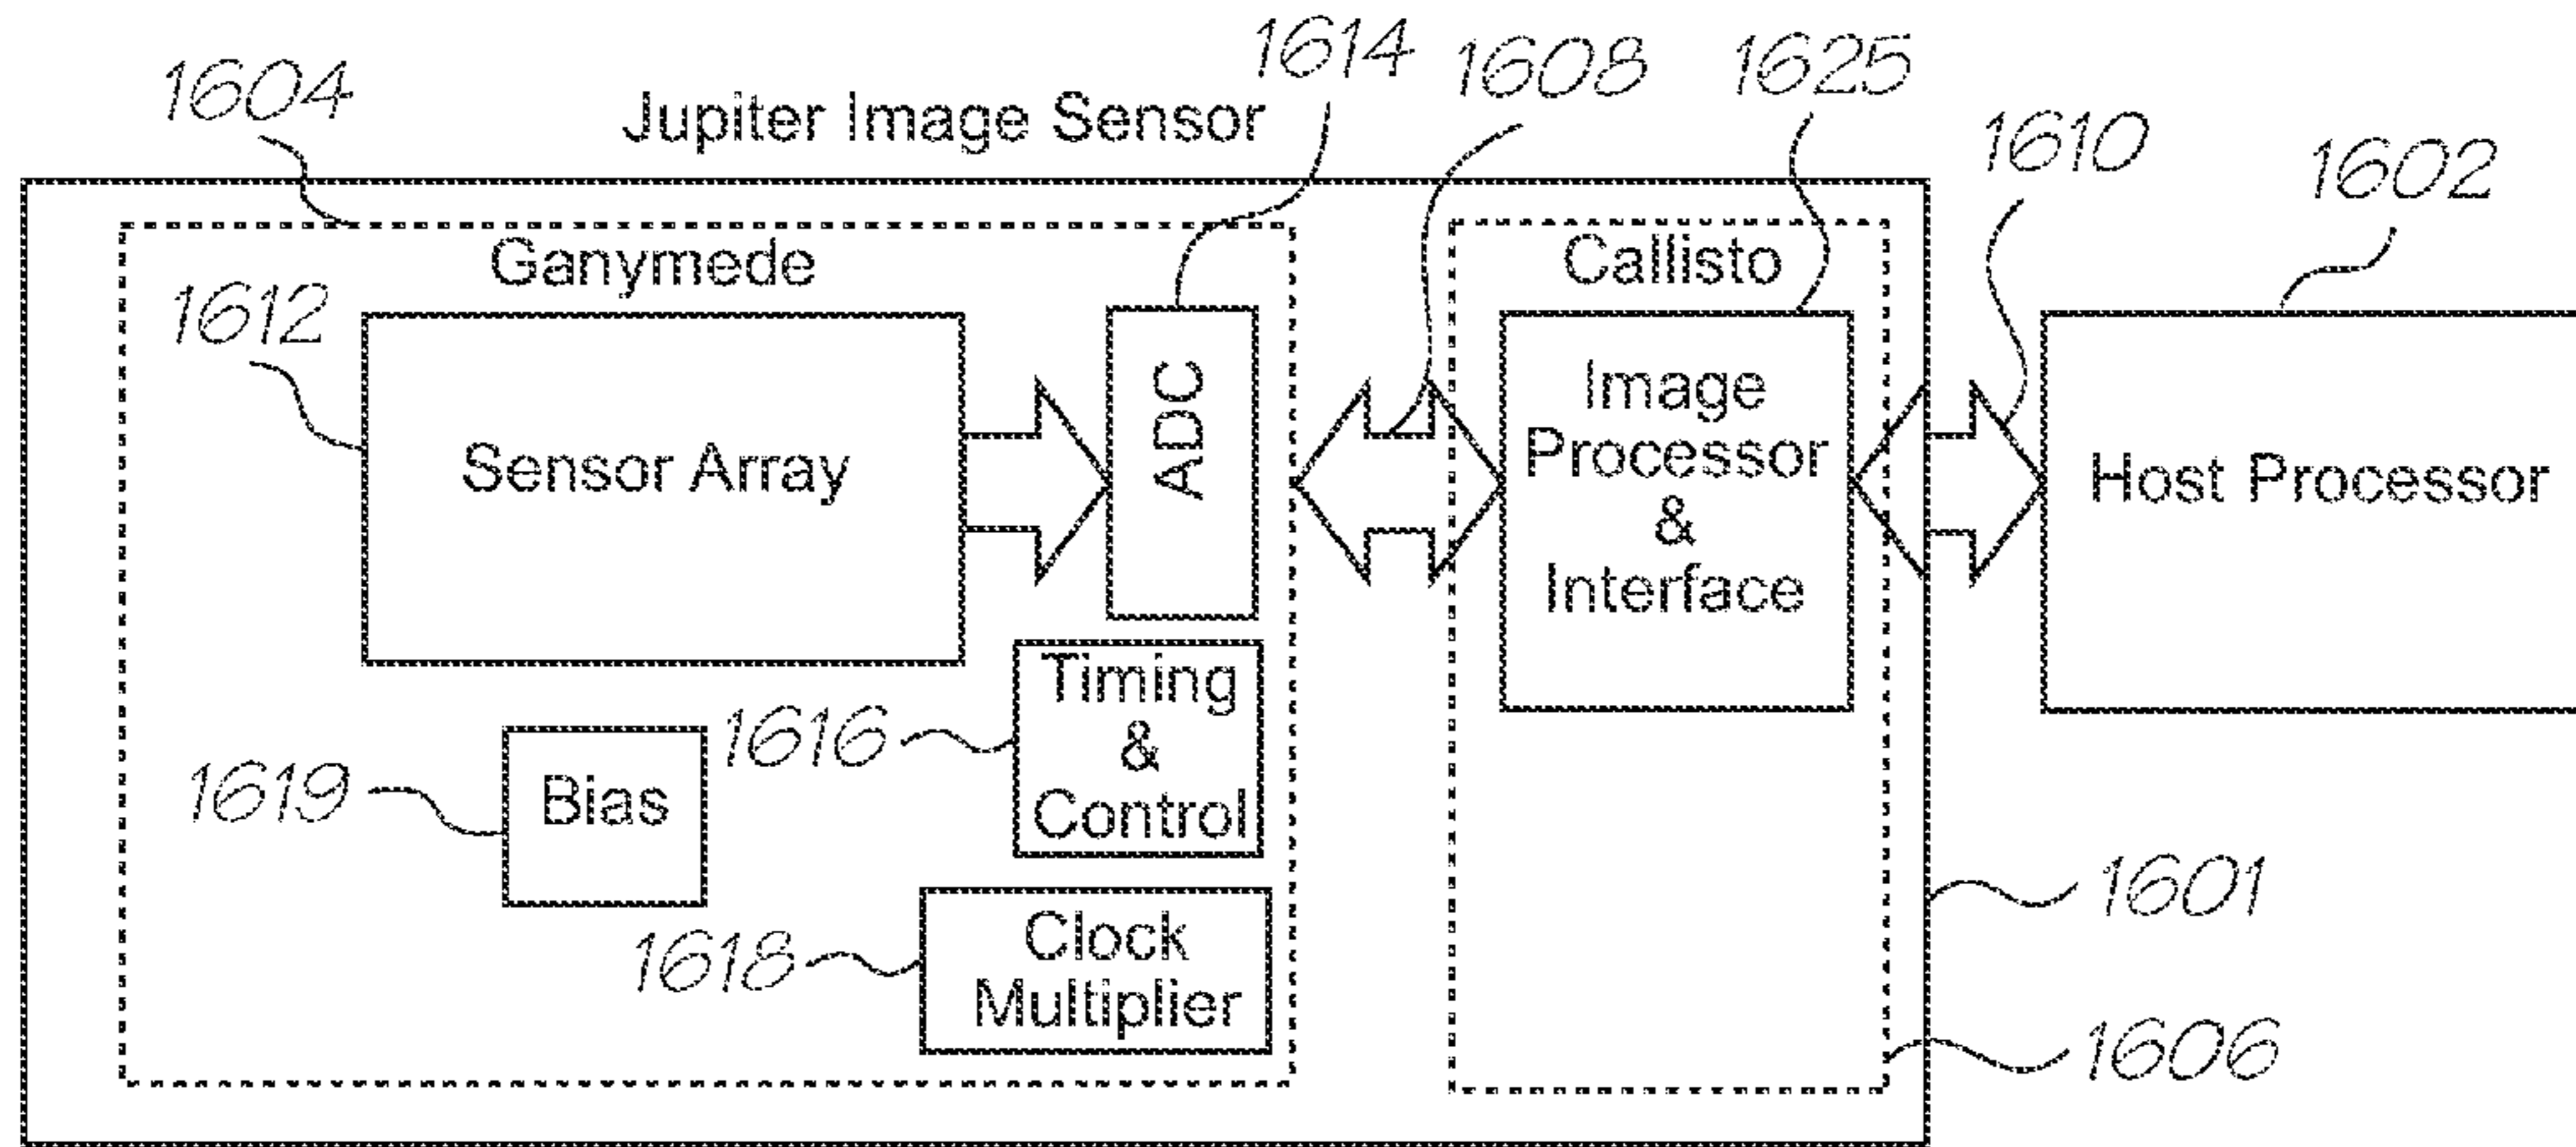 1614
1608
1625
1604
Jupiter Image Sensor
1610
1602
Ganymede
Callisto
1612
Sensor Array
ADC
Image
Processor
&
Interface
Host Processor
Timing
&
Control
1616
1619
Bias
1618
Clock
Multiplier
1601
1606